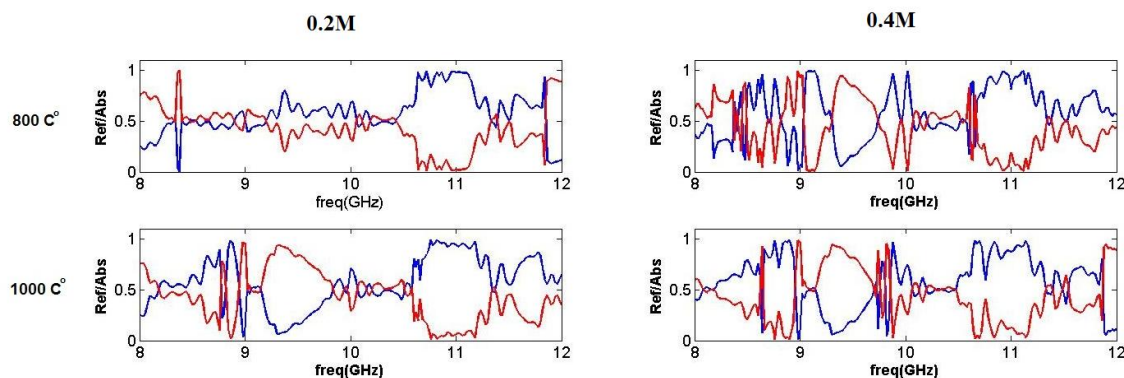 0.2M
0.4M
800 C°
Ref/Abs
1
0.5
0
8 9 10 11 12
freq(GHz)
Ref/Abs
1
0.5
0
8 9 10 11 12
freq(GHz)
1000 C°
Ref/Abs
1
0.5
0
8 9 10 11 12
freq(GHz)
Ref/Abs
1
0.5
0
8 9 10 11 12
freq(GHz)